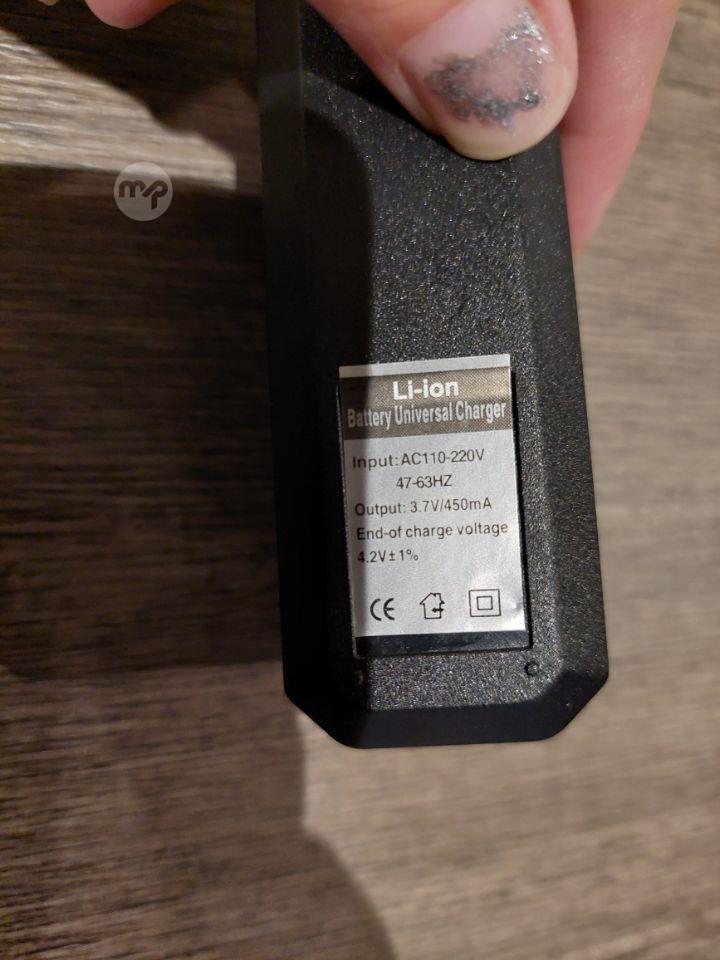 mp
Li-ion
Battery Universal Charger
Input: AC110-220V
47-63HZ
Output: 3.7V/450mA
End-of charge voltage
4.2V±1%
CE